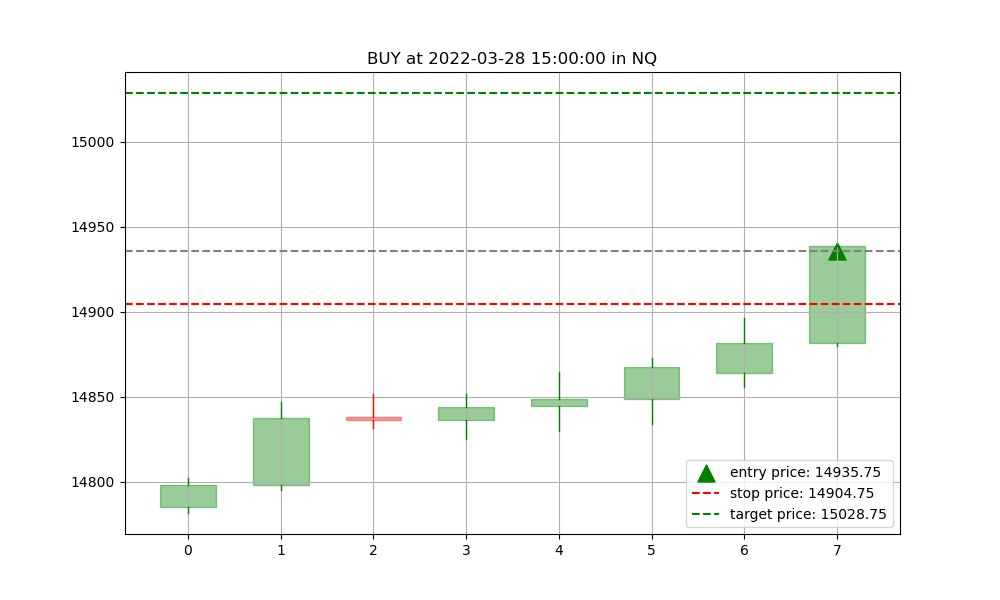 BUY at 2022-03-28 15:00:00 in NQ
15000
14950
14900
14850
14800
entry price: 14935.75
stop price: 14904.75
target price: 15028.75
0 1 2 3 4 5 6 7